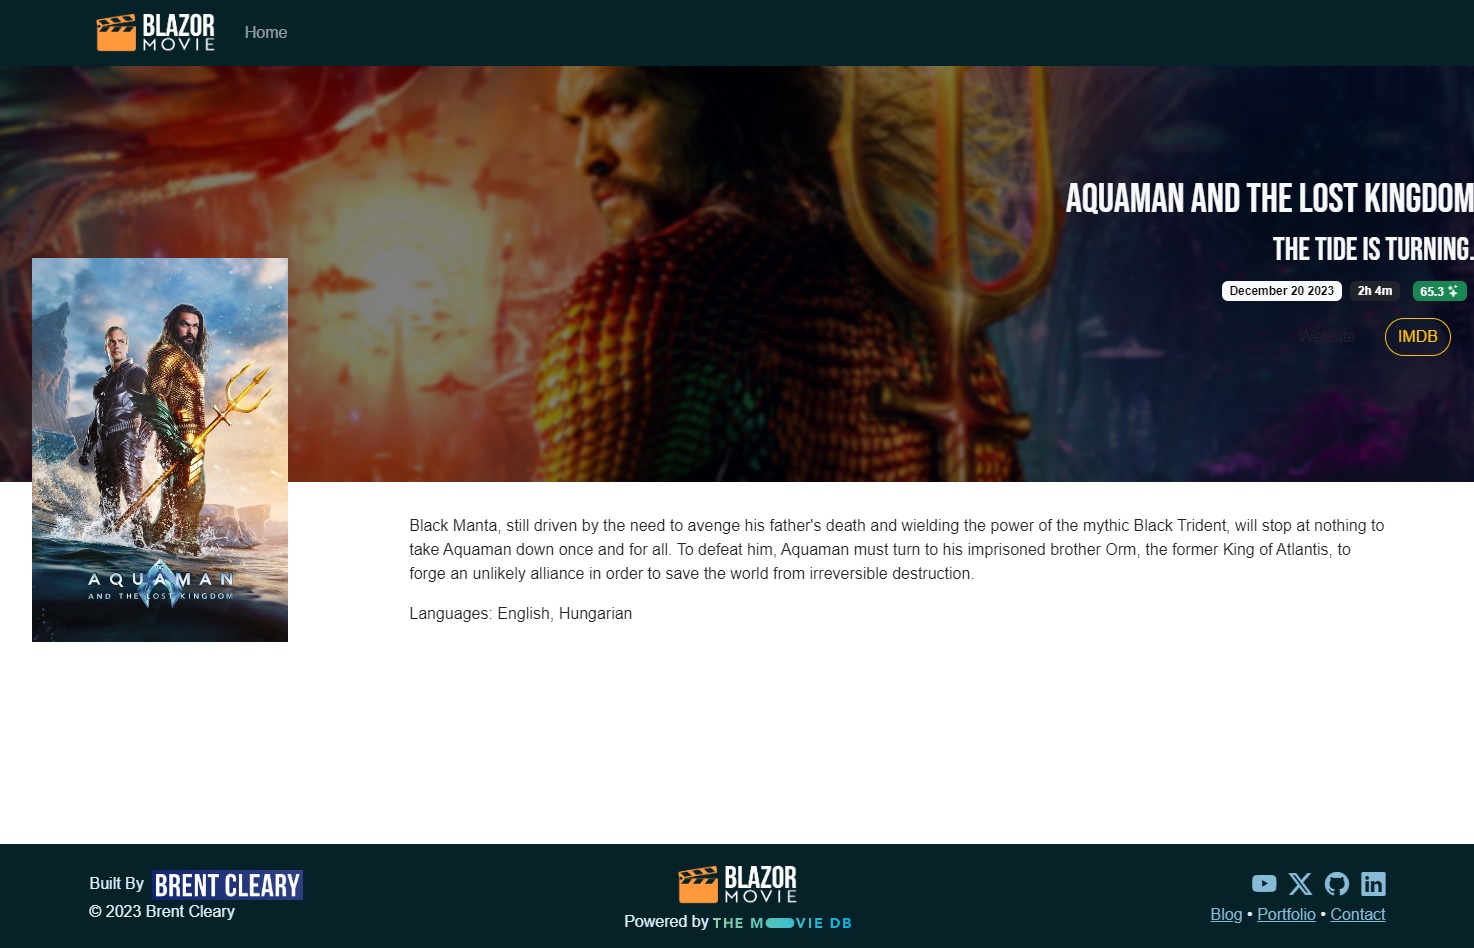 BLAZOR
MOVIE
Home
AQUAMAN AND THE LOST KINGDOM
THE TIDE IS TURNING.
December 20 2023 2h 4m 65.3
Website IMDB
AQUAMAN
AND THE LOST KINGDOM
Black Manta, still driven by the need to avenge his father's death and wielding the power of the mythic Black Trident, will stop at nothing to
take Aquaman down once and for all. To defeat him, Aquaman must turn to his imprisoned brother Orm, the former King of Atlantis, to
forge an unlikely alliance in order to save the world from irreversible destruction.
Languages: English, Hungarian
Built By BRENT CLEARY
© 2023 Brent Cleary
BLAZOR
MOVIE
Powered by THE MOVIE DB
Blog • Portfolio • Contact